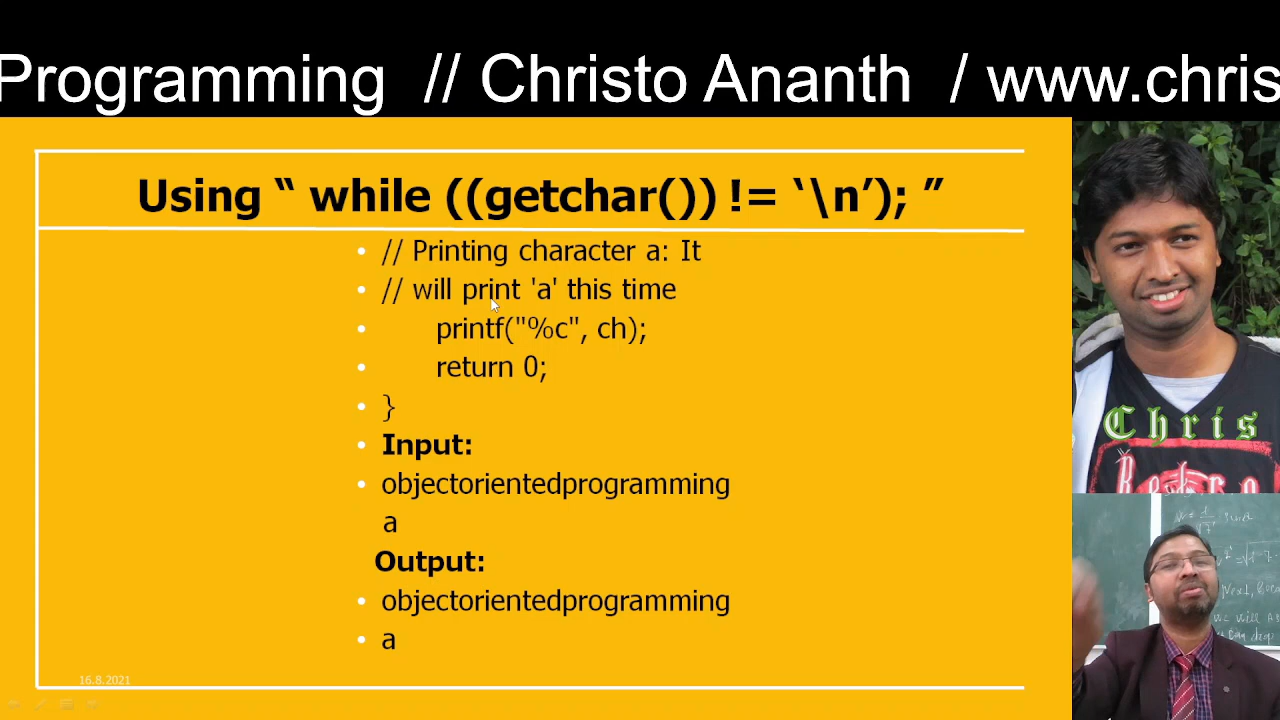 Programming // Christo Ananth / www.chris
Using “ while ((getchar()) != ‘\n’); ”
• // Printing character a: It
• // will print 'a' this time
• printf("%c", ch);
• return 0;
• }
• Input:
• objectorientedprogramming
a
Output:
• objectorientedprogramming
• a
16.8.2021
Chris